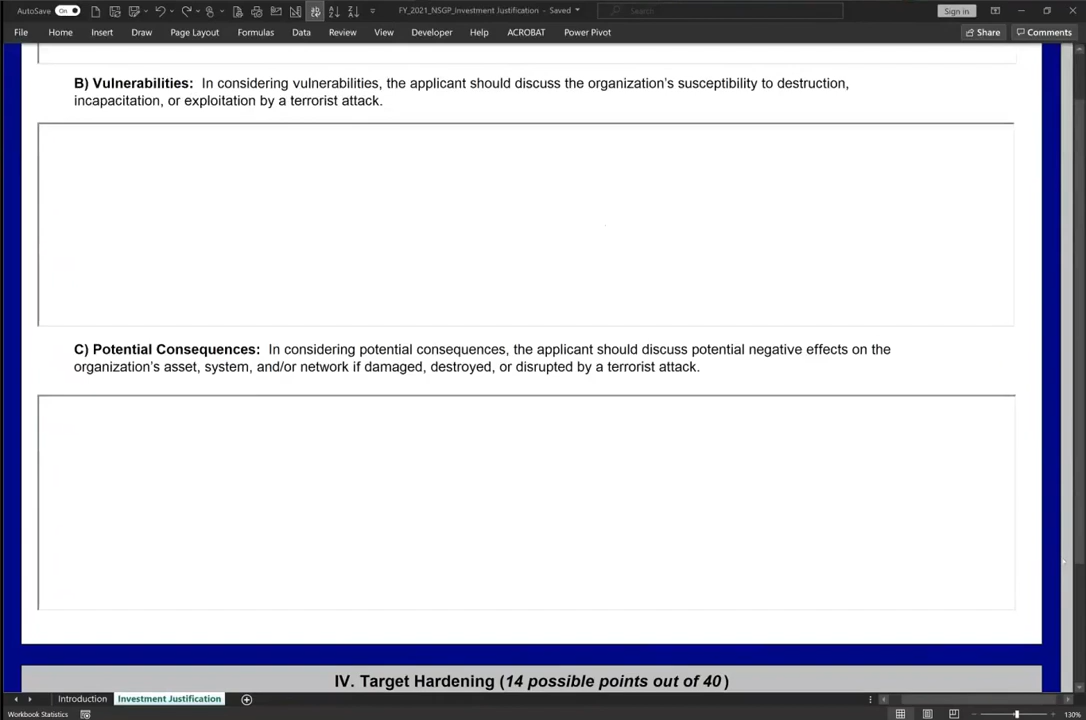 AutoSave On FY_2021_NSGP_Investment Justification - Saved Search Sign in
File Home Insert Draw Page Layout Formulas Data Review View Developer Help ACROBAT Power Pivot Share Comments
B) Vulnerabilities: In considering vulnerabilities, the applicant should discuss the organization's susceptibility to destruction,
incapacitation, or exploitation by a terrorist attack.
C) Potential Consequences: In considering potential consequences, the applicant should discuss potential negative effects on the
organization's asset, system, and/or network if damaged, destroyed, or disrupted by a terrorist attack.
IV. Target Hardening (14 possible points out of 40)
Introduction Investment Justification
Workbook Statistics 130%